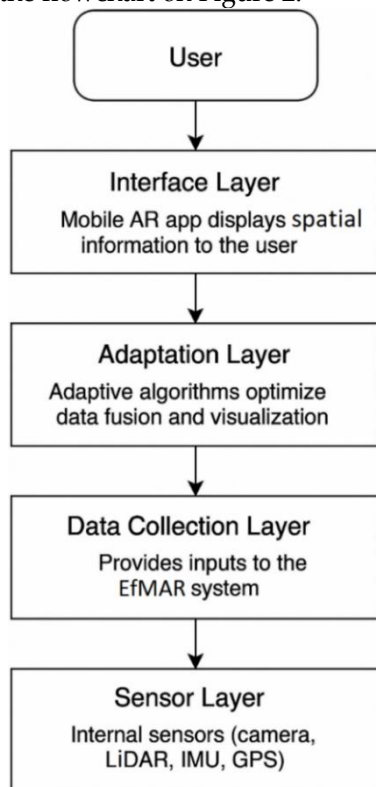 the flowchart on Figure 2.
User
Interface Layer
Mobile AR app displays spatial
information to the user
Adaptation Layer
Adaptive algorithms optimize
data fusion and visualization
Data Collection Layer
Provides inputs to the
EfMAR system
Sensor Layer
Internal sensors (camera,
LiDAR, IMU, GPS)